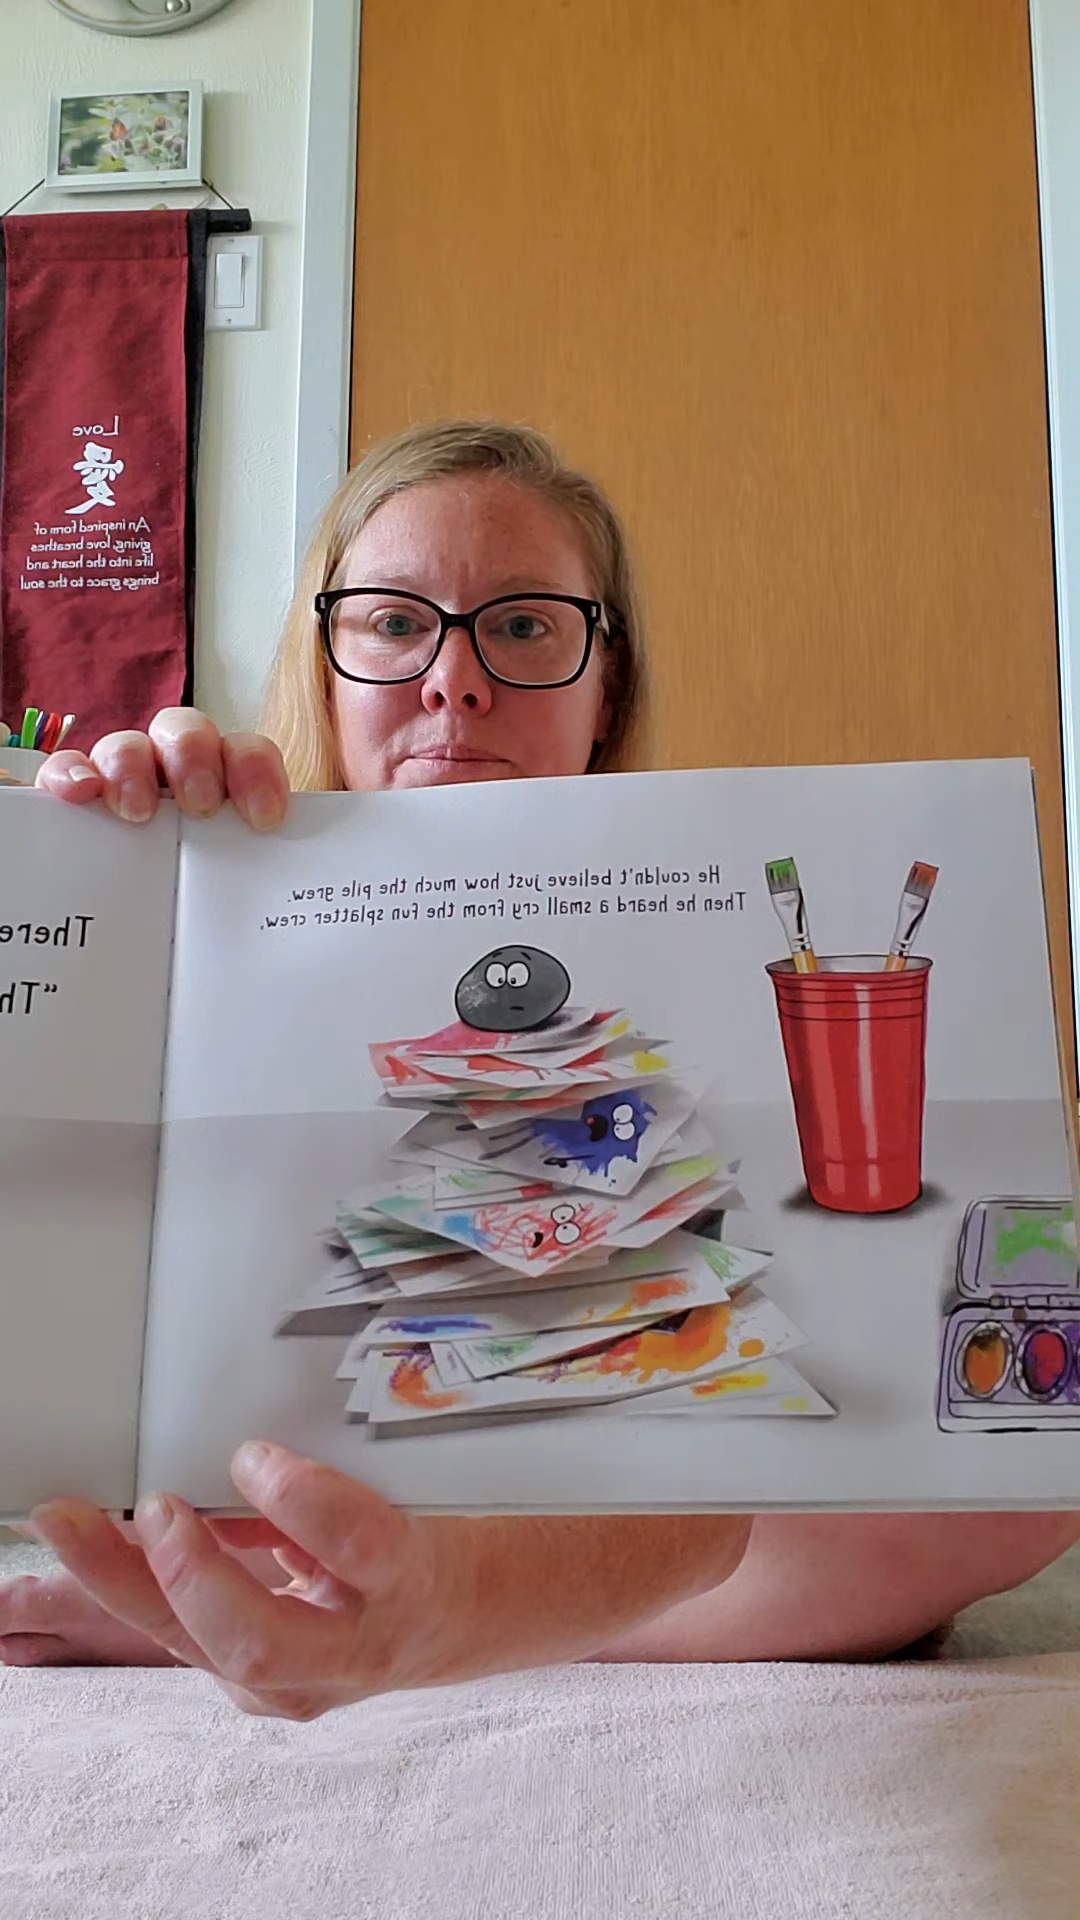 Love
愛
An inspired form of
giving, love breathes
life into the heart and
brings grace to the soul
He couldn't believe just how much the pile grew.
Then he heard a small cry from the fun splatter crew,
There
"Th